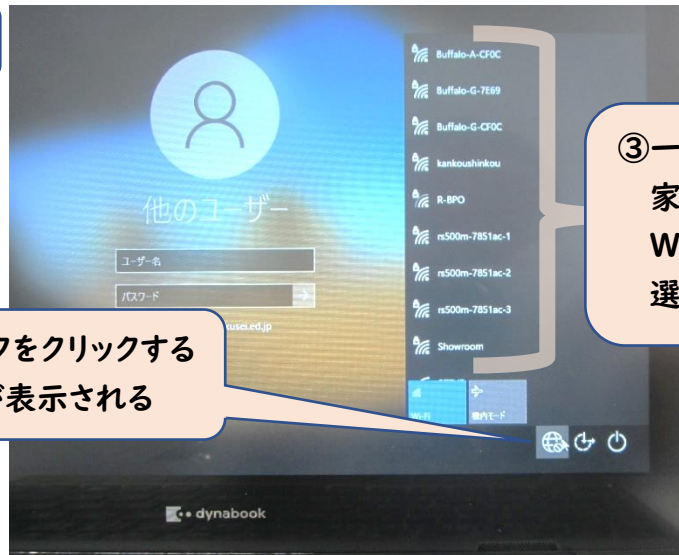 Buffalo-A-CF0C
Buffalo-G-7E69
Buffalo-G-CF0C
kankoushinkou
R-BPO
rs500m-7851ac-1
rs500m-7851ac-2
rs500m-7851ac-3
Showroom
Wi-Fi
機内モード
他のユーザー
ユーザー名
パスワード
kusei.ed.jp
クをクリックする
表示される
③一
家
W
選
dynabook